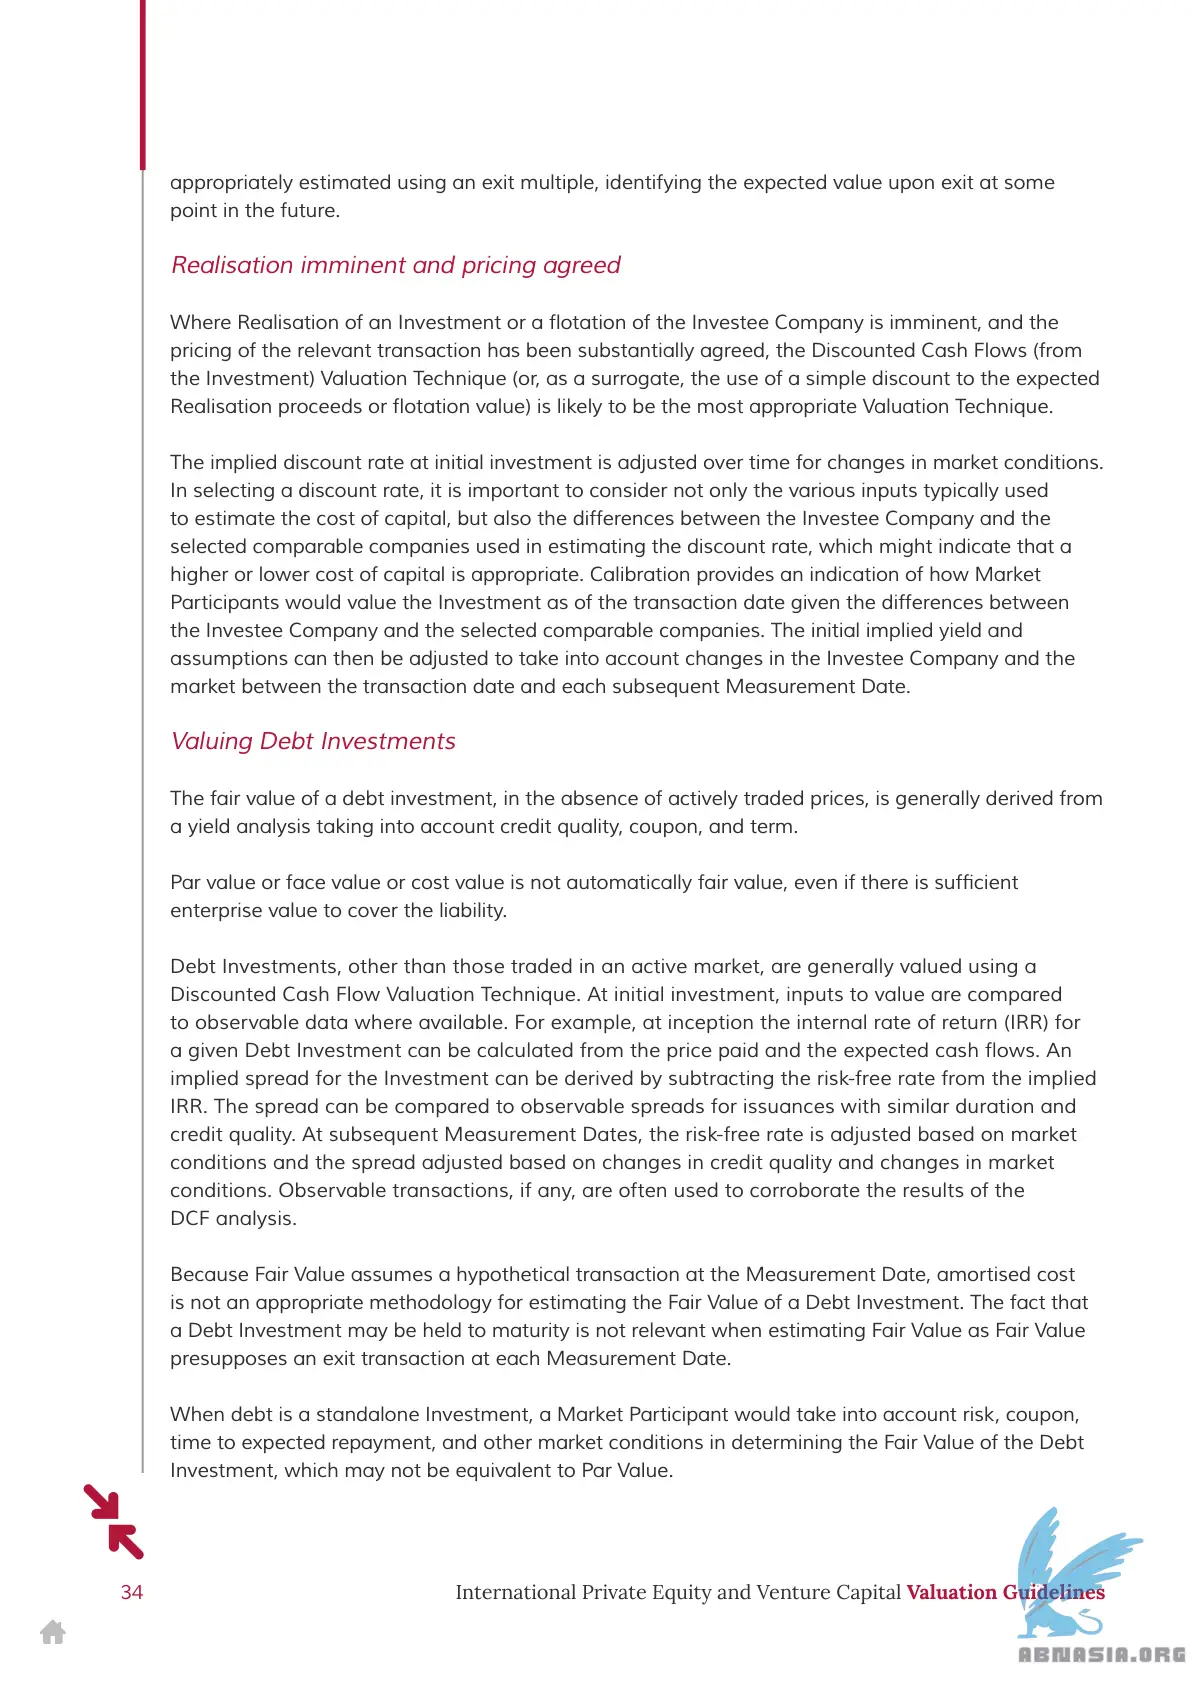 appropriately estimated using an exit multiple, identifying the expected value upon exit at some
point in the future.
Realisation imminent and pricing agreed
Where Realisation of an Investment or a flotation of the Investee Company is imminent, and the
pricing of the relevant transaction has been substantially agreed, the Discounted Cash Flows (from
the Investment) Valuation Technique (or, as a surrogate, the use of a simple discount to the expected
Realisation proceeds or flotation value) is likely to be the most appropriate Valuation Technique.
The implied discount rate at initial investment is adjusted over time for changes in market conditions.
In selecting a discount rate, it is important to consider not only the various inputs typically used
to estimate the cost of capital, but also the differences between the Investee Company and the
selected comparable companies used in estimating the discount rate, which might indicate that a
higher or lower cost of capital is appropriate. Calibration provides an indication of how Market
Participants would value the Investment as of the transaction date given the differences between
the Investee Company and the selected comparable companies. The initial implied yield and
assumptions can then be adjusted to take into account changes in the Investee Company and the
market between the transaction date and each subsequent Measurement Date.
Valuing Debt Investments
The fair value of a debt investment, in the absence of actively traded prices, is generally derived from
a yield analysis taking into account credit quality, coupon, and term.
Par value or face value or cost value is not automatically fair value, even if there is sufficient
enterprise value to cover the liability.
Debt Investments, other than those traded in an active market, are generally valued using a
Discounted Cash Flow Valuation Technique. At initial investment, inputs to value are compared
to observable data where available. For example, at inception the internal rate of return (IRR) for
a given Debt Investment can be calculated from the price paid and the expected cash flows. An
implied spread for the Investment can be derived by subtracting the risk-free rate from the implied
IRR. The spread can be compared to observable spreads for issuances with similar duration and
credit quality. At subsequent Measurement Dates, the risk-free rate is adjusted based on market
conditions and the spread adjusted based on changes in credit quality and changes in market
conditions. Observable transactions, if any, are often used to corroborate the results of the
DCF analysis.
Because Fair Value assumes a hypothetical transaction at the Measurement Date, amortised cost
is not an appropriate methodology for estimating the Fair Value of a Debt Investment. The fact that
a Debt Investment may be held to maturity is not relevant when estimating Fair Value as Fair Value
presupposes an exit transaction at each Measurement Date.
When debt is a standalone Investment, a Market Participant would take into account risk, coupon,
time to expected repayment, and other market conditions in determining the Fair Value of the Debt
Investment, which may not be equivalent to Par Value.
34
International Private Equity and Venture Capital Valuation Guidelines
ABNASIA.ORG